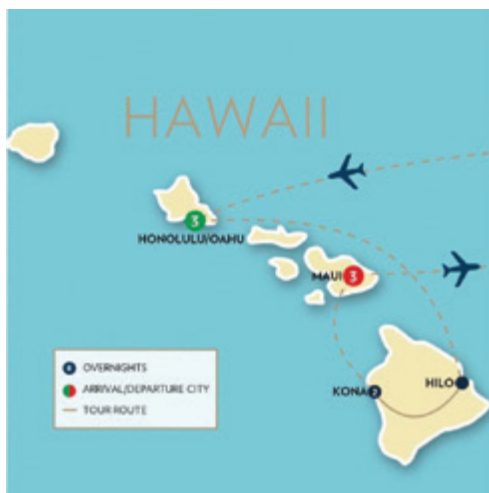 HAWAII
3
HONOLULU/OAHU
MAUI 3
KONA 2
HILO
OVERNIGHTS
ARRIVAL/DEPARTURE CITY
TOUR ROUTE